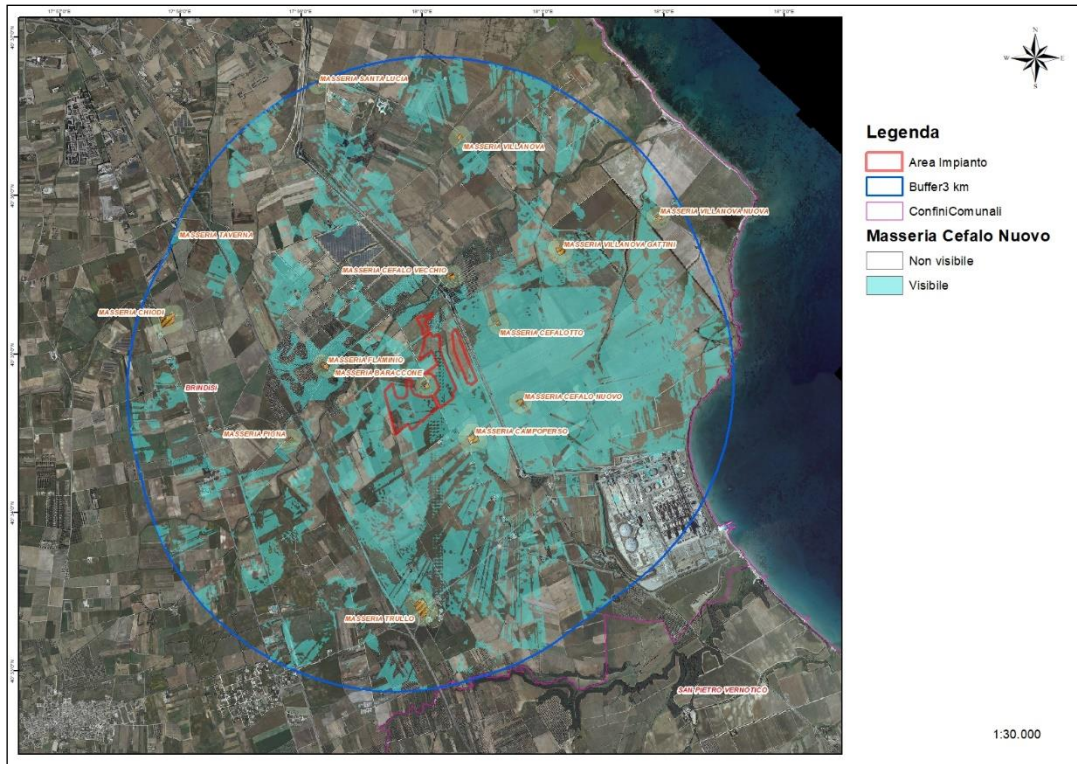 N
W
E
S
MASSERIA SANTA LUCIA
MASSERIA VILLANOVA
MASSERIA VILLANOVA NUOVA
MASSERIA TAVERNA
MASSERIA VILLANOVA GATTINI
MASSERIA CEFALO VECCHIO
MASSERIA CHIODI
MASSERIA CEFALOTTO
MASSERIA FLAMINIO
MASSERIA BARACCONE
BRINDISI
MASSERIA CEFALO NUOVO
MASSERIA PIGNA
MASSERIA CAMPOPERSO
MASSERIA TRULLO
SAN PIETRO VERNOTICO
Legenda
Area Impianto
Buffer3 km
ConfiniComunali
Masseria Cefalo Nuovo
Non visibile
Visibile
1:30.000